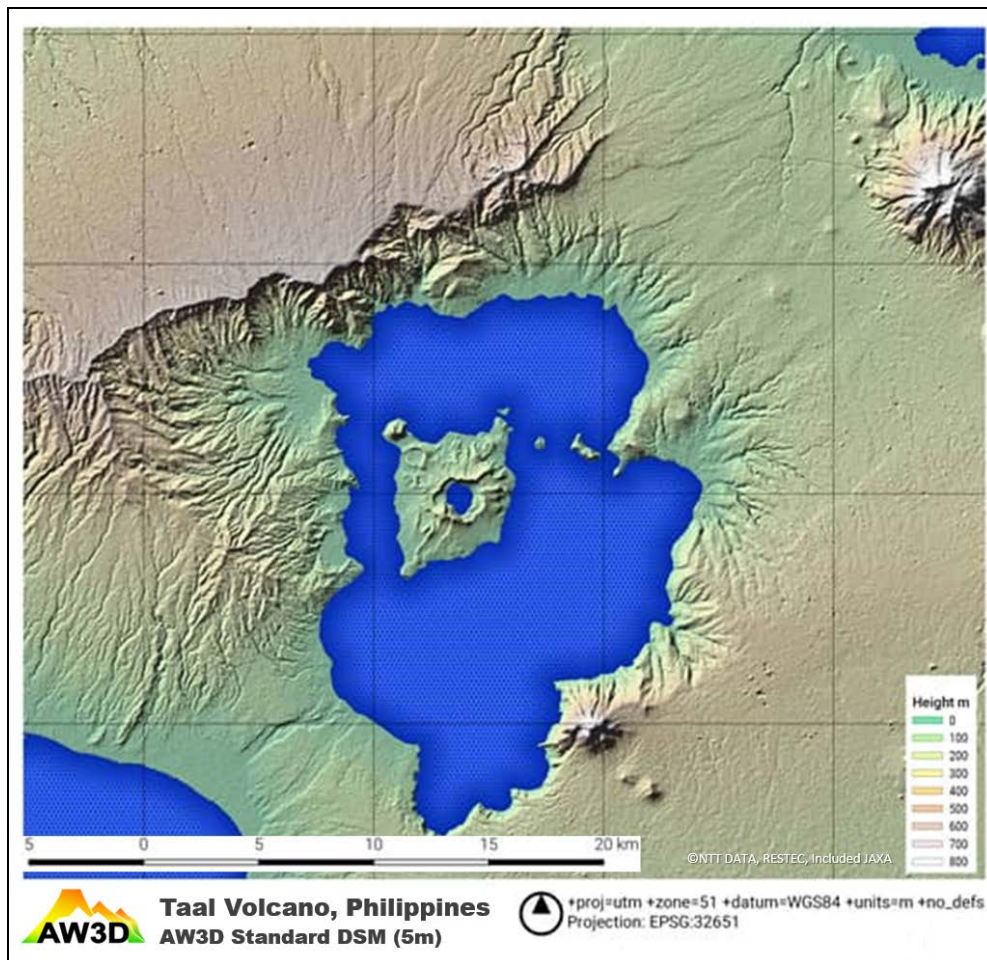 Height m
0
100
200
300
400
500
600
700
800
5 0 5 10 15 20 km
©NTT DATA, RESTEC, Included JAXA
AW3D
Taal Volcano, Philippines
AW3D Standard DSM (5m)
+proj=utm +zone=51 +datum=WGS84 +units=m +no_defs
Projection: EPSG:32651